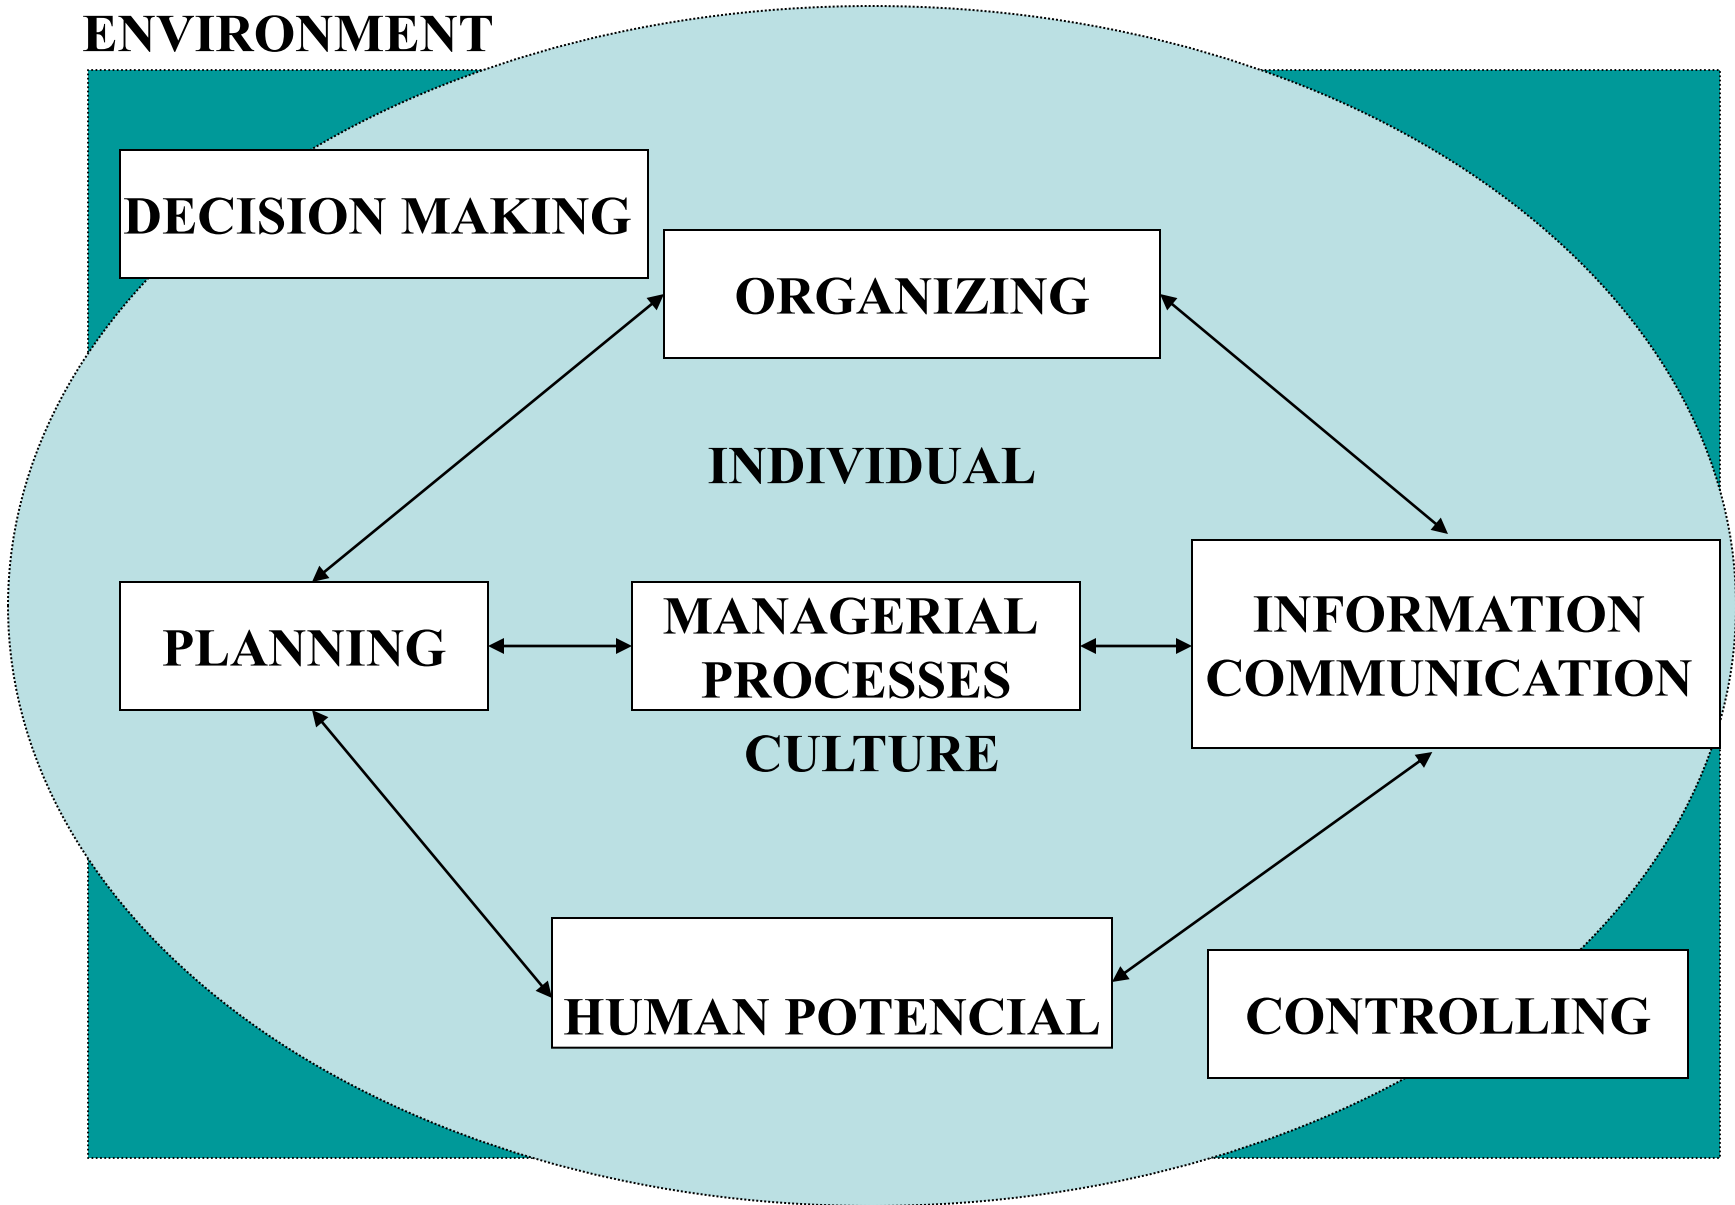 ENVIRONMENT
DECISION MAKING
ORGANIZING
INDIVIDUAL
PLANNING
MANAGERIAL
PROCESSES
INFORMATION
COMMUNICATION
CULTURE
HUMAN POTENCIAL
CONTROLLING